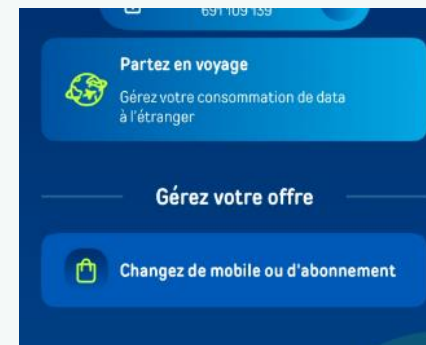 691 109 139
Partez en voyage
Gérez votre consommation de data
à l'étranger
Gérez votre offre
Changez de mobile ou d'abonnement